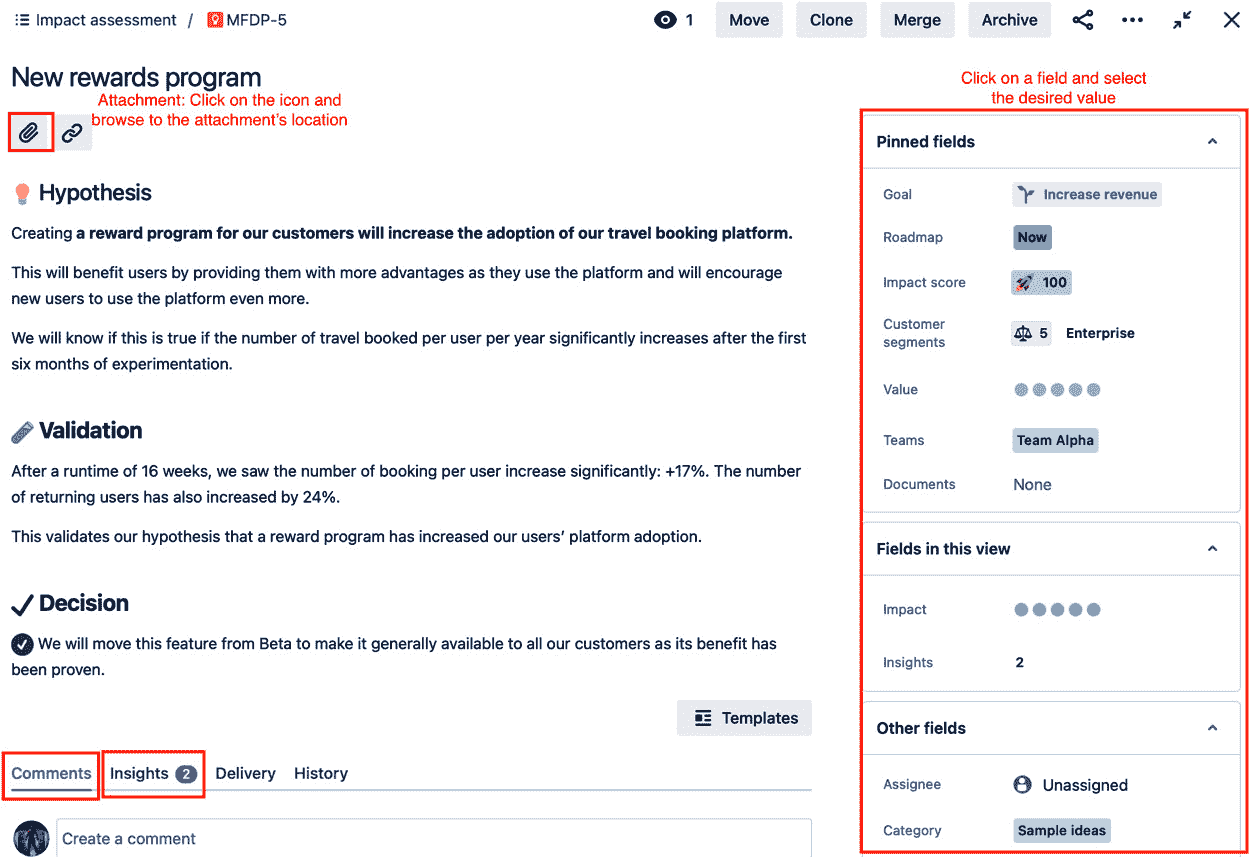 Impact assessment / MFDP-5
1 Move Clone Merge Archive
New rewards program
Attachment: Click on the icon and
browse to the attachment's location
Hypothesis
Creating a reward program for our customers will increase the adoption of our travel booking platform.
This will benefit users by providing them with more advantages as they use the platform and will encourage
new users to use the platform even more.
We will know if this is true if the number of travel booked per user per year significantly increases after the first
six months of experimentation.
Validation
After a runtime of 16 weeks, we saw the number of booking per user increase significantly: +17%. The number
of returning users has also increased by 24%.
This validates our hypothesis that a reward program has increased our users' platform adoption.
Decision
We will move this feature from Beta to make it generally available to all our customers as its benefit has
been proven.
Templates
Comments Insights 2 Delivery History
Create a comment
Click on a field and select
the desired value
Pinned fields
Goal Increase revenue
Roadmap Now
Impact score 100
Customer
segments 5 Enterprise
Value
Teams Team Alpha
Documents None
Fields in this view
Impact
Insights 2
Other fields
Assignee Unassigned
Category Sample ideas